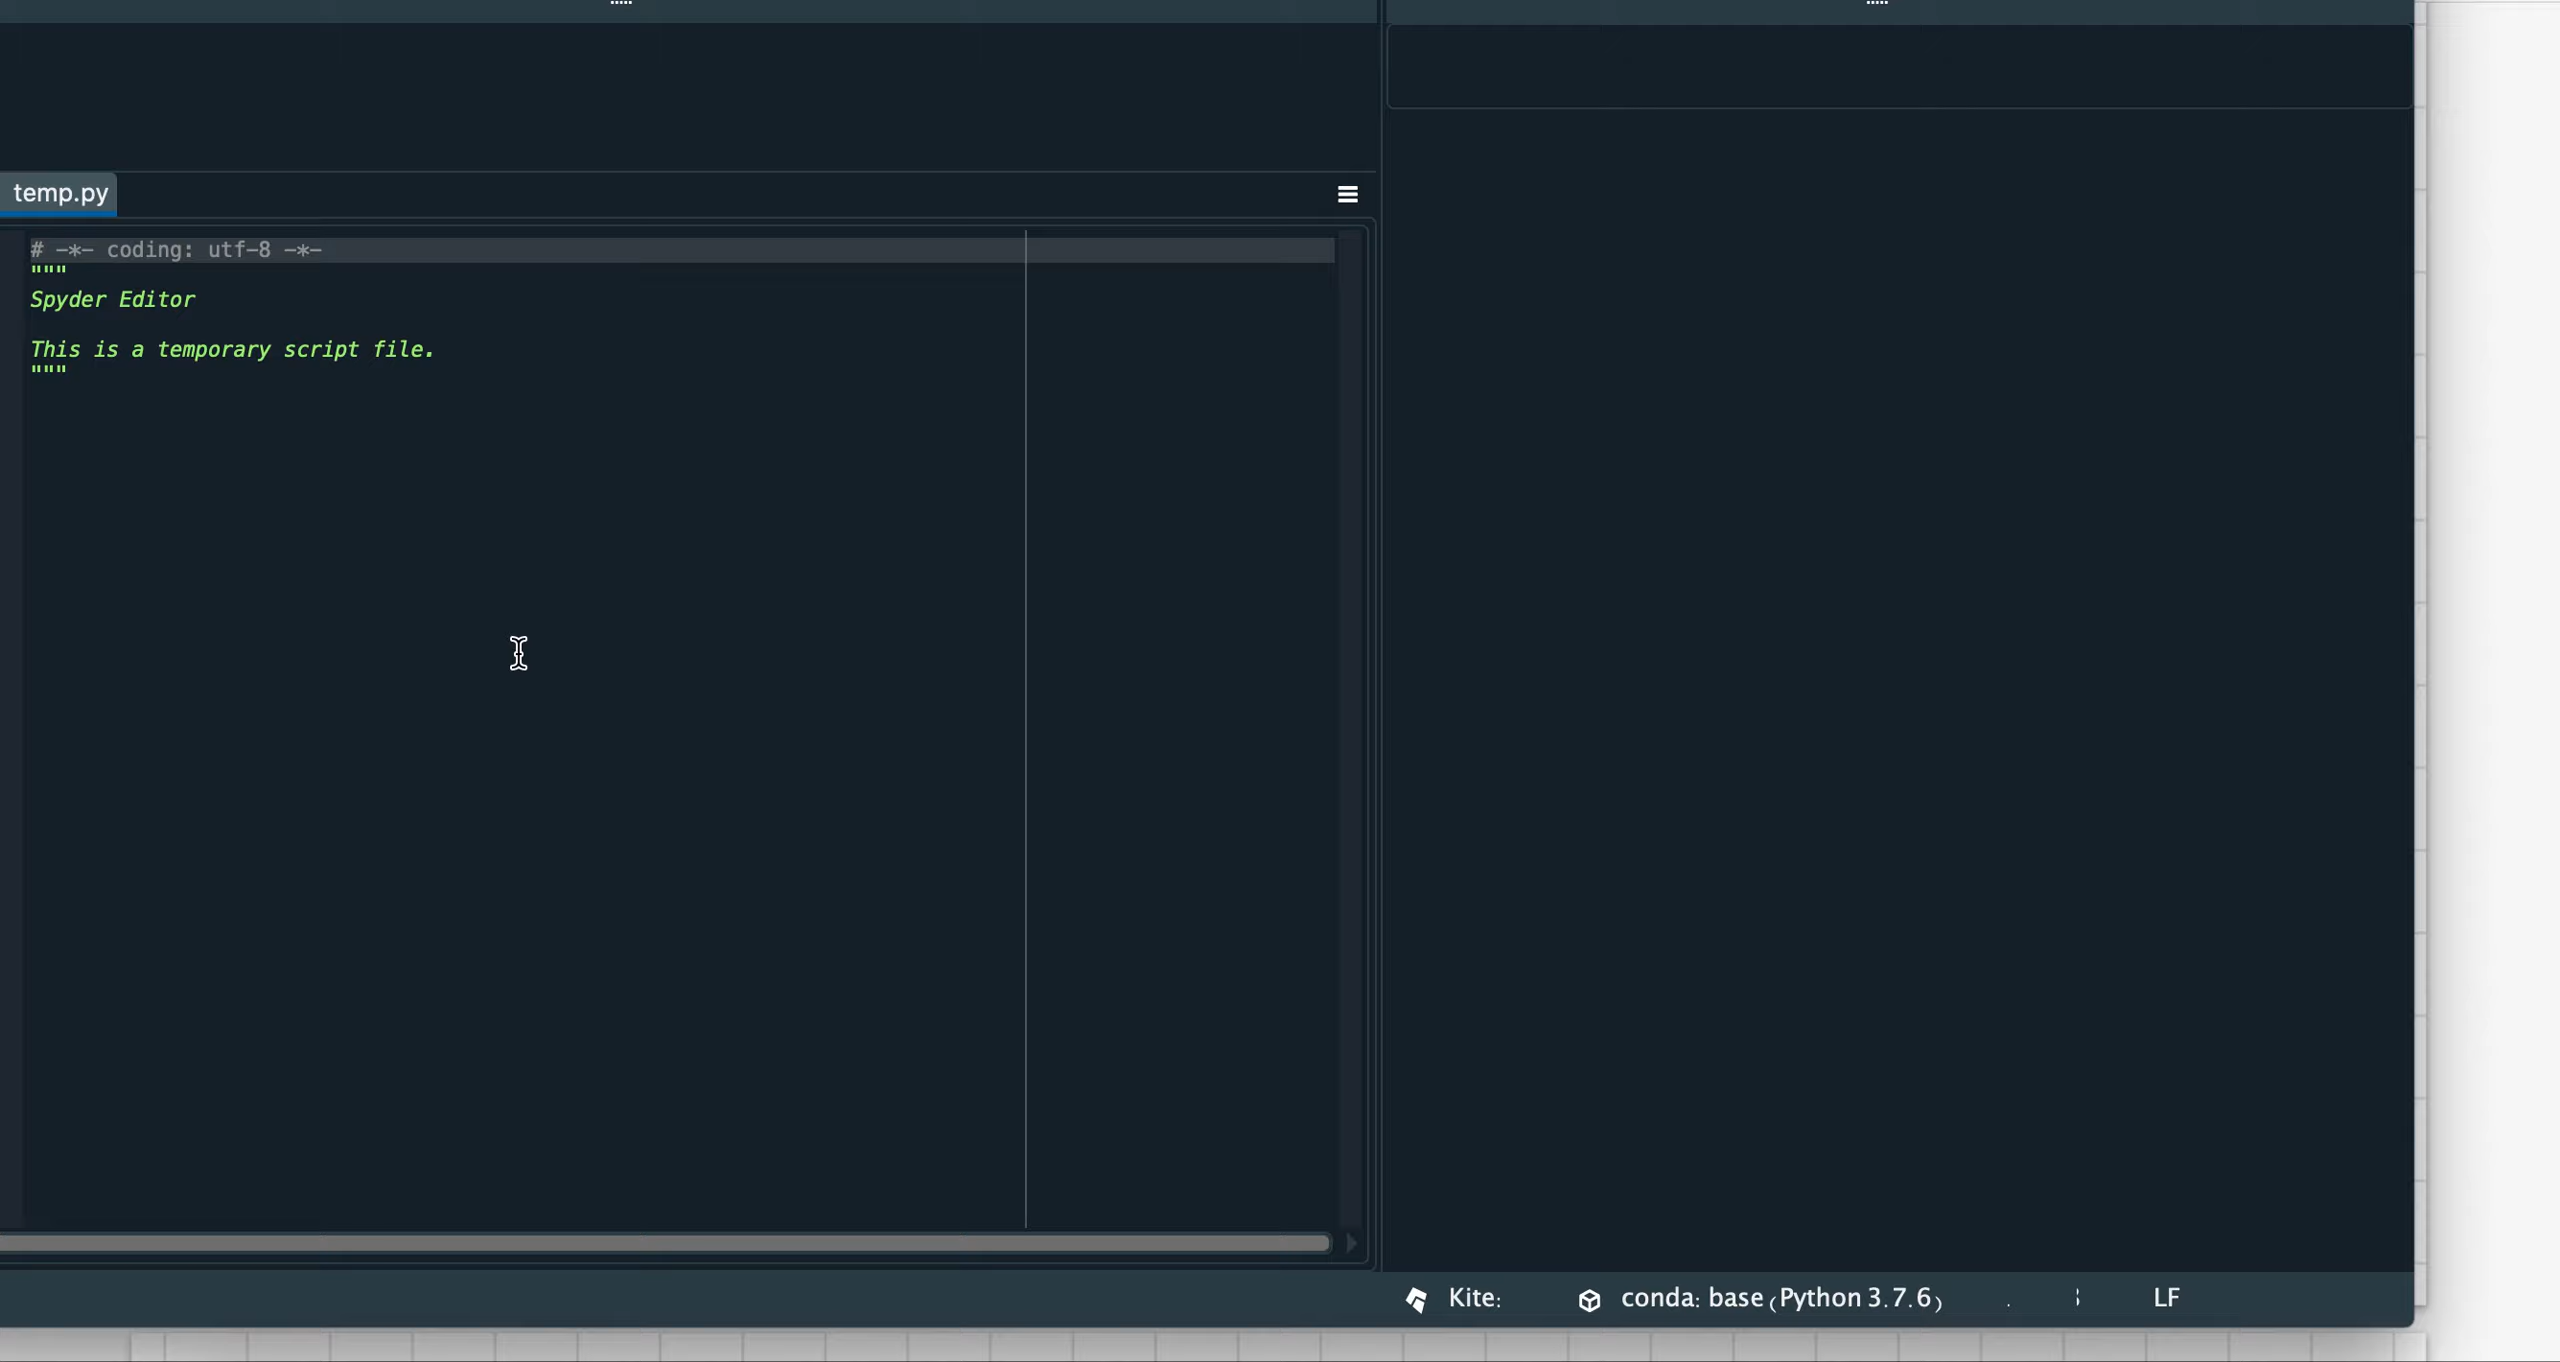 temp.py
# -*- coding: utf-8 -*-
"""
Spyder Editor
This is a temporary script file.
"""
Kite: conda: base (Python 3.7.6) LF